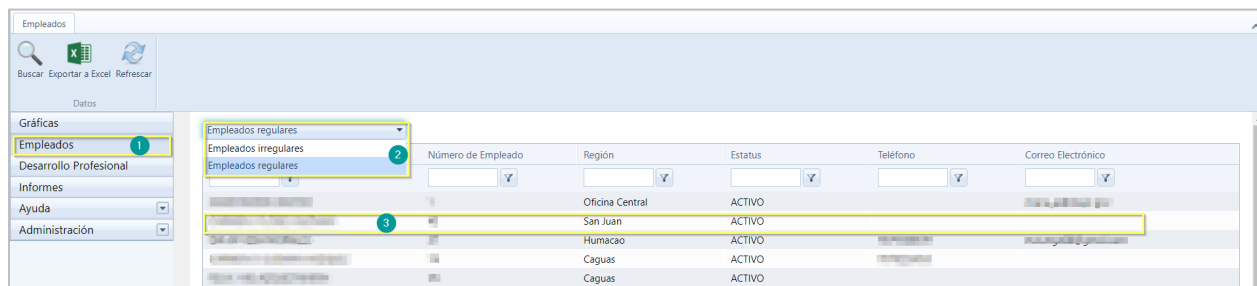 Empleados
Buscar Exportar a Excel Refrescar
Datos
Gráficas
Empleados 1
Desarrollo Profesional
Informes
Ayuda
Administración
Empleados regulares
Empleados irregulares
Empleados regulares
2
Número de Empleado Región Estatus Teléfono Correo Electrónico
Oficina Central ACTIVO
3 San Juan ACTIVO
Humacao ACTIVO
Caguas ACTIVO
Caguas ACTIVO